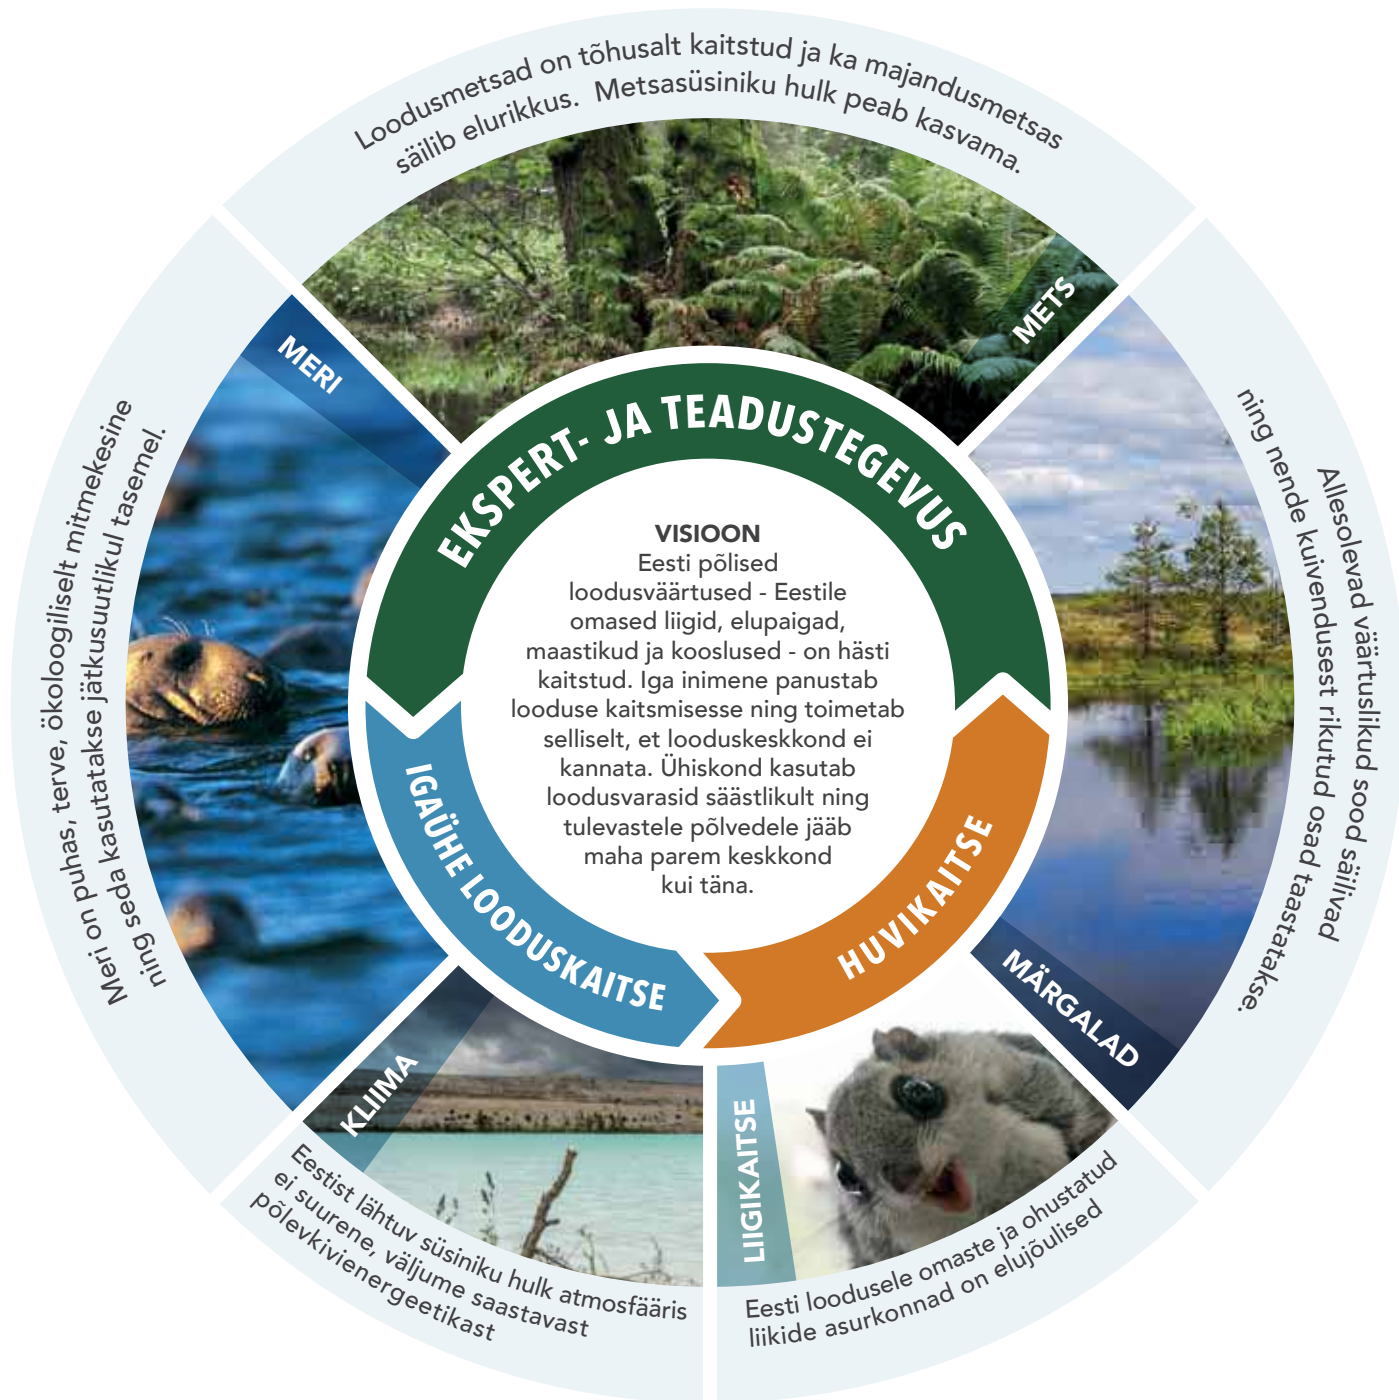 Loodusmetsad on tõhusalt kaitstud ja ka majandusmetsas
säilib elurikkus. Metsasüsiniku hulk peab kasvama.
METS
MERI
Meri on puhas, terve, ökoloogiliselt mitmekesine
ning seda kasutatakse jätkusuutlikul tasemel.
EKSPERT- JA TEADUSTEGEVUS
VISIOON
Eesti põlised
loodusväärtused - Eestile
omased liigid, elupaigad,
maastikud ja kooslused - on hästi
kaitstud. Iga inimene panustab
looduse kaitsmisesse ning toimetab
selliselt, et looduskeskkond ei
kannata. Ühiskond kasutab
loodusvarasid säästlikult ning
tulevastele põlvedele jääb
maha parem keskkond
kui täna.
IGAÜHE LOODUSKAITSE
HUVIKAITSE
Allesolevad väärtuslikud sood säilivad
ning nende kuivendusest rikutud osad taastatakse.
MÄRGALAD
KLIIMA
Eestist lähtuv süsiniku hulk atmosfääris
ei suurene, väljume saastavast
põlevkivienergeetikast
LIIGIKAITSE
Eesti loodusele omaste ja ohustatud
liikide asurkonnad on elujõulised